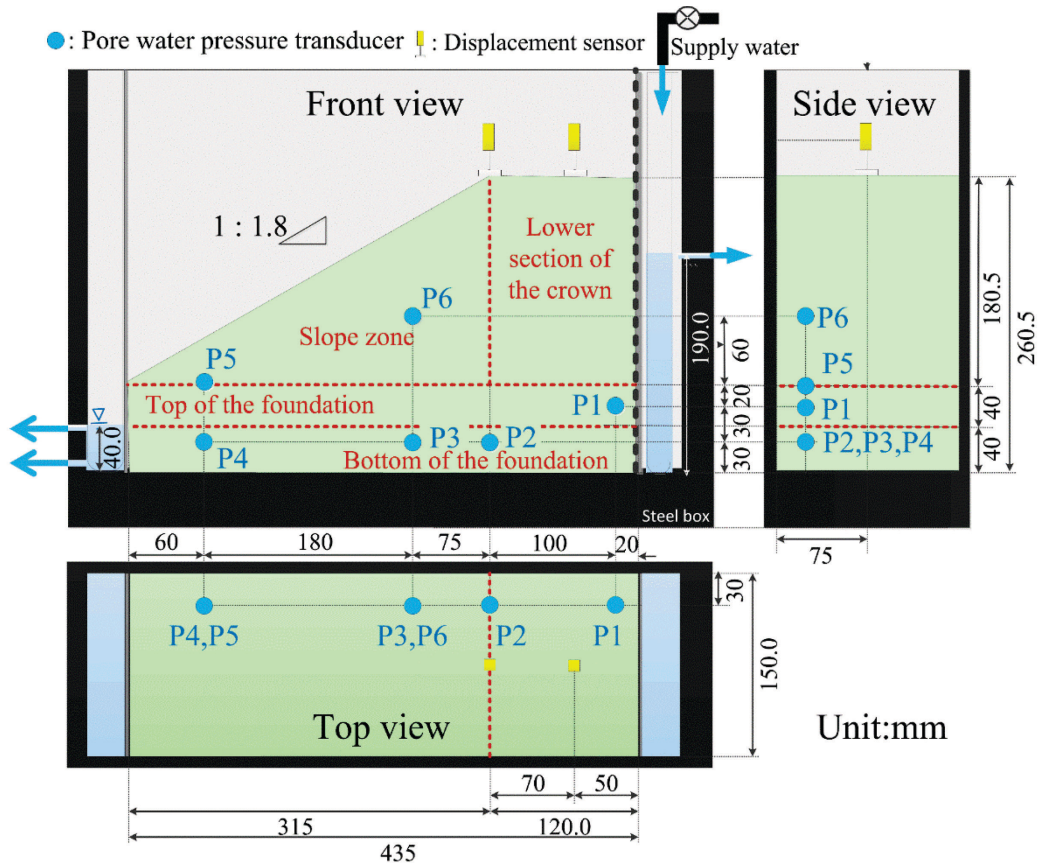 : Pore water pressure transducer
: Displacement sensor
Supply water
Front view
Side view
1 : 1.8
Lower
section of
the crown
P6
Slope zone
P5
Top of the foundation
P1
P4
P3
P2
Bottom of the foundation
40.0
190.0
60
20
30
30
Steel box
P6
P5
P1
P2,P3,P4
180.5
40
40
260.5
75
60
180
75
100
20
P4,P5
P3,P6
P2
P1
30
150.0
Top view
Unit:mm
70
50
315
120.0
435